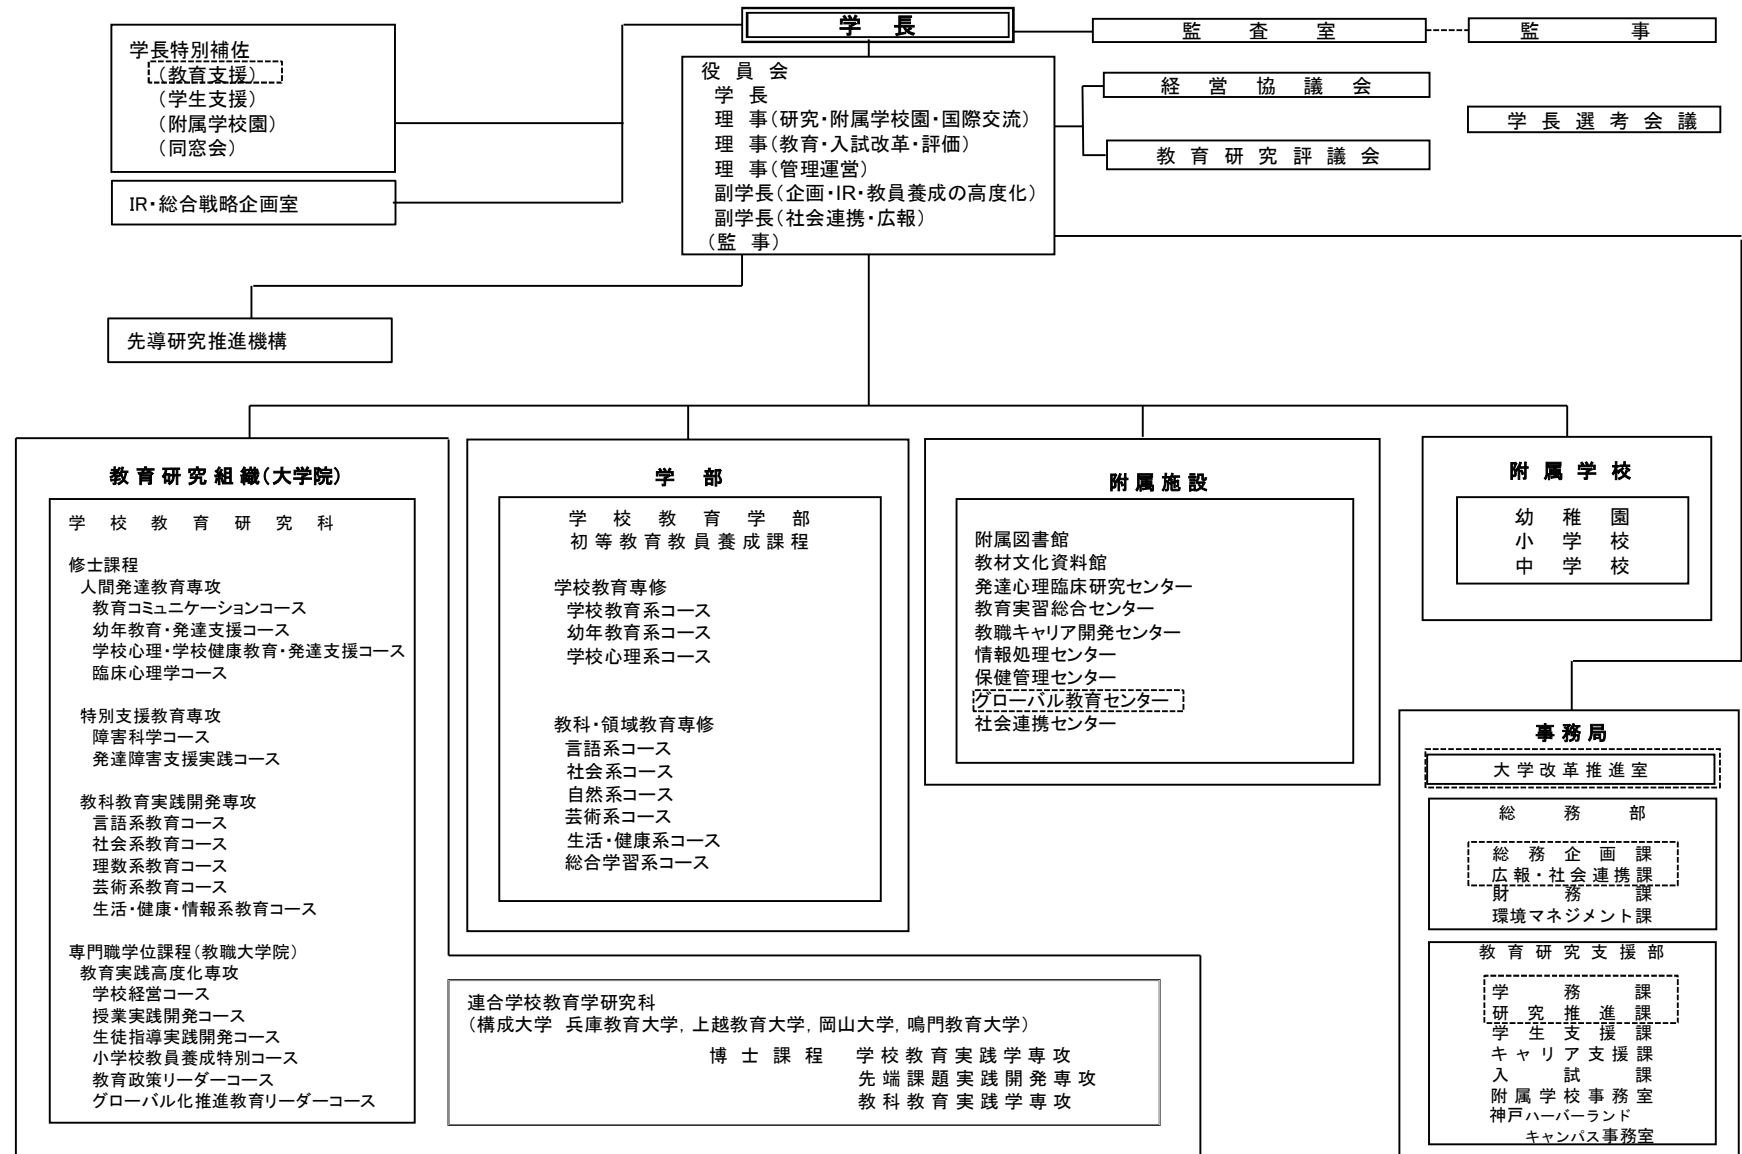 学 長
監 査 室
監 事
学長特別補佐
(教育支援)
(学生支援)
(附属学校園)
(同窓会)
IR・総合戦略企画室
役 員 会
学 長
理 事(研究・附属学校園・国際交流)
理 事(教育・入試改革・評価)
理 事(管理運営)
副学長(企画・IR・教員養成の高度化)
副学長(社会連携・広報)
(監 事)
経 営 協 議 会
教 育 研 究 評 議 会
学 長 選 考 会 議
先導研究推進機構
教 育 研 究 組 織(大学院)
学 校 教 育 研 究 科
修士課程
人間発達教育専攻
教育コミュニケーションコース
幼年教育・発達支援コース
学校心理・学校健康教育・発達支援コース
臨床心理学コース
特別支援教育専攻
障害科学コース
発達障害支援実践コース
教科教育実践開発専攻
言語系教育コース
社会系教育コース
理数系教育コース
芸術系教育コース
生活・健康・情報系教育コース
専門職学位課程(教職大学院)
教育実践高度化専攻
学校経営コース
授業実践開発コース
生徒指導実践開発コース
小学校教員養成特別コース
教育政策リーダーコース
グローバル化推進教育リーダーコース
学 部
学 校 教 育 学 部
初 等 教 育 教 員 養 成 課 程
学校教育専修
学校教育系コース
幼年教育系コース
学校心理系コース
教科・領域教育専修
言語系コース
社会系コース
自然系コース
芸術系コース
生活・健康系コース
総合学習系コース
連合学校教育学研究科
(構成大学 兵庫教育大学, 上越教育大学, 岡山大学, 鳴門教育大学)
博 士 課 程 学 校 教 育 実 践 学 専 攻
先 端 課 題 実 践 開 発 専 攻
教 科 教 育 実 践 学 専 攻
附 属 施 設
附属図書館
教材文化資料館
発達心理臨床研究センター
教育実習総合センター
教職キャリア開発センター
情報処理センター
保健管理センター
グローバル教育センター
社会連携センター
附 属 学 校
幼 稚 園
小 学 校
中 学 校
事 務 局
大 学 改 革 推 進 室
総 務 部
総 務 企 画 課
広 報 ・ 社 会 連 携 課
財 務 課
環境マネジメント課
教 育 研 究 支 援 部
学 務 課
研 究 推 進 課
学 生 支 援 課
キ ャ リ ア 支 援 課
入 試 課
附 属 学 校 事 務 室
神戸ハーバーランド
キャンパス事務室